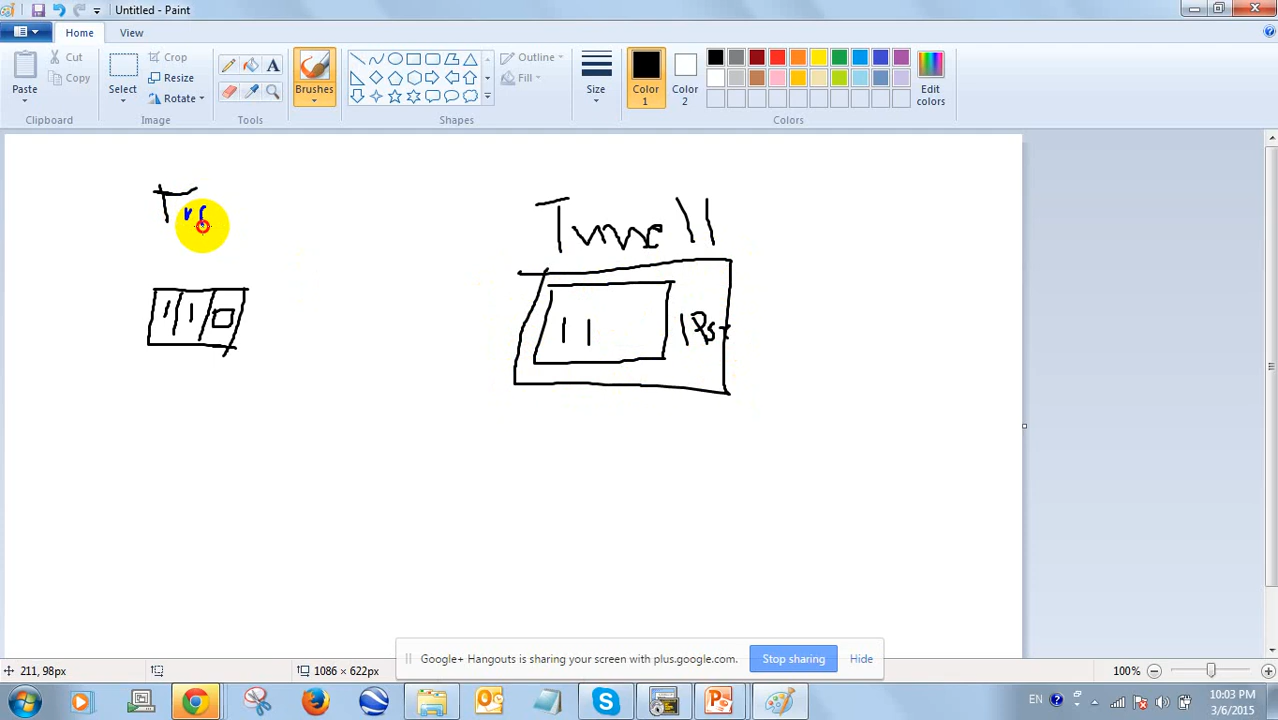 Untitled - Paint
Home
View
Paste
Cut
Copy
Clipboard
Select
Crop
Resize
Rotate
Image
Tools
Brushes
Outline
Fill
Shapes
Size
Color 1
Color 2
Edit colors
Colors
Google+ Hangouts is sharing your screen with plus.google.com.
Stop sharing
Hide
211, 98px
1086 × 622px
100%
EN
10:03 PM
3/6/2015